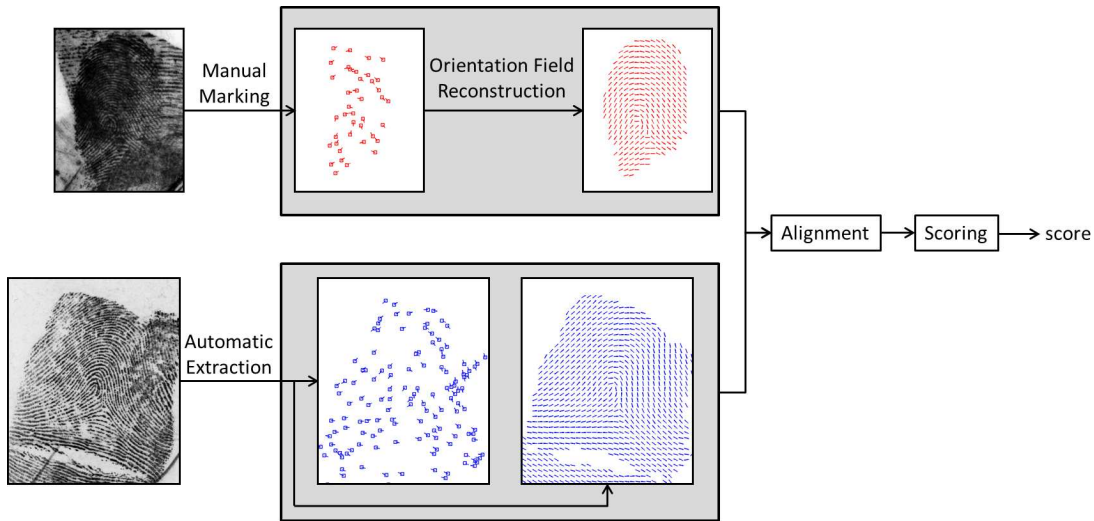 Manual
Marking
Orientation Field
Reconstruction
Alignment
Scoring
score
Automatic
Extraction